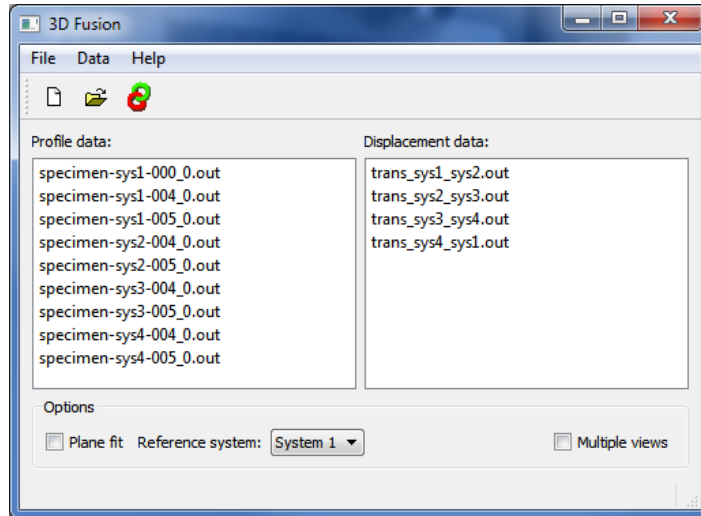 3D Fusion
File Data Help
Profile data: Displacement data:
specimen-sys1-000_0.out trans_sys1_sys2.out
specimen-sys1-004_0.out trans_sys2_sys3.out
specimen-sys1-005_0.out trans_sys3_sys4.out
specimen-sys2-004_0.out trans_sys4_sys1.out
specimen-sys2-005_0.out
specimen-sys3-004_0.out
specimen-sys3-005_0.out
specimen-sys4-004_0.out
specimen-sys4-005_0.out
Options
Plane fit Reference system: System 1 Multiple views